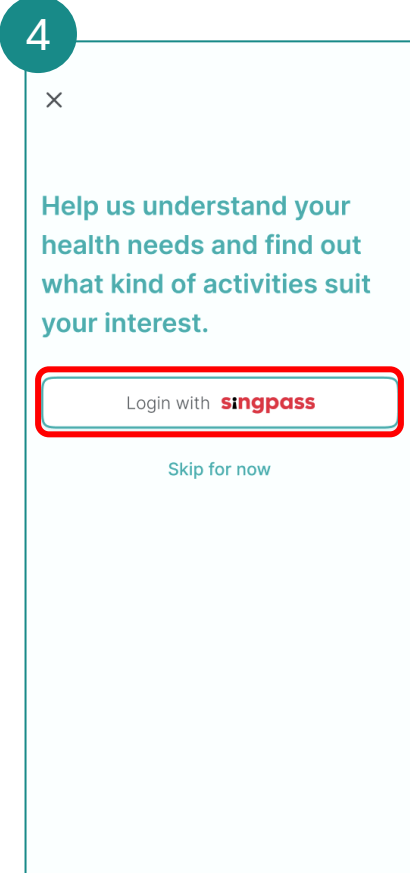 4
Help us understand your
health needs and find out
what kind of activities suit
your interest.
Login with singpass
Skip for now